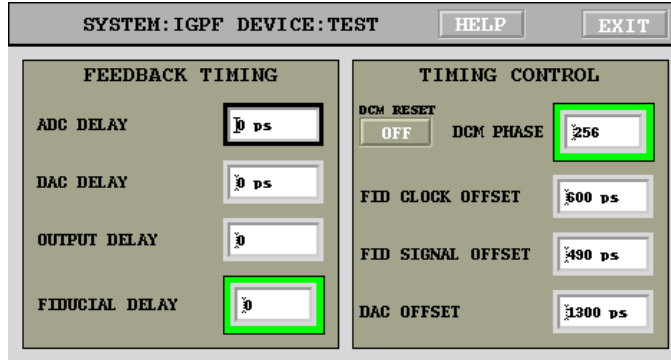 SYSTEM:IGPF DEVICE:TEST HELP EXIT
FEEDBACK TIMING
ADC DELAY 0 ps
DAC DELAY 0 ps
OUTPUT DELAY 0
FIDUCIAL DELAY 0
TIMING CONTROL
DCM RESET
OFF DCM PHASE 256
FID CLOCK OFFSET 600 ps
FID SIGNAL OFFSET 490 ps
DAC OFFSET 1300 ps